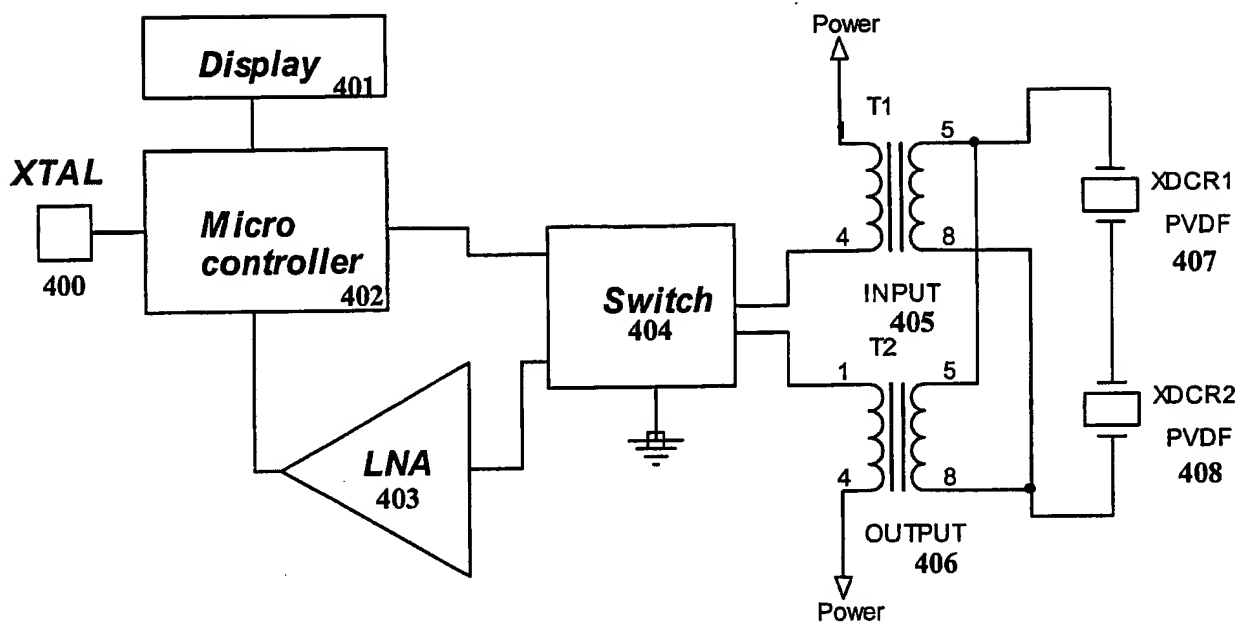 Power
Display
401
T1
5
XTAL
XDCR1
Micro
controller
PVDF
4
8
400
402
407
Switch
INPUT
404
405
T2
1
5
XDCR2
LNA
PVDF
403
4
8
408
OUTPUT
406
Power